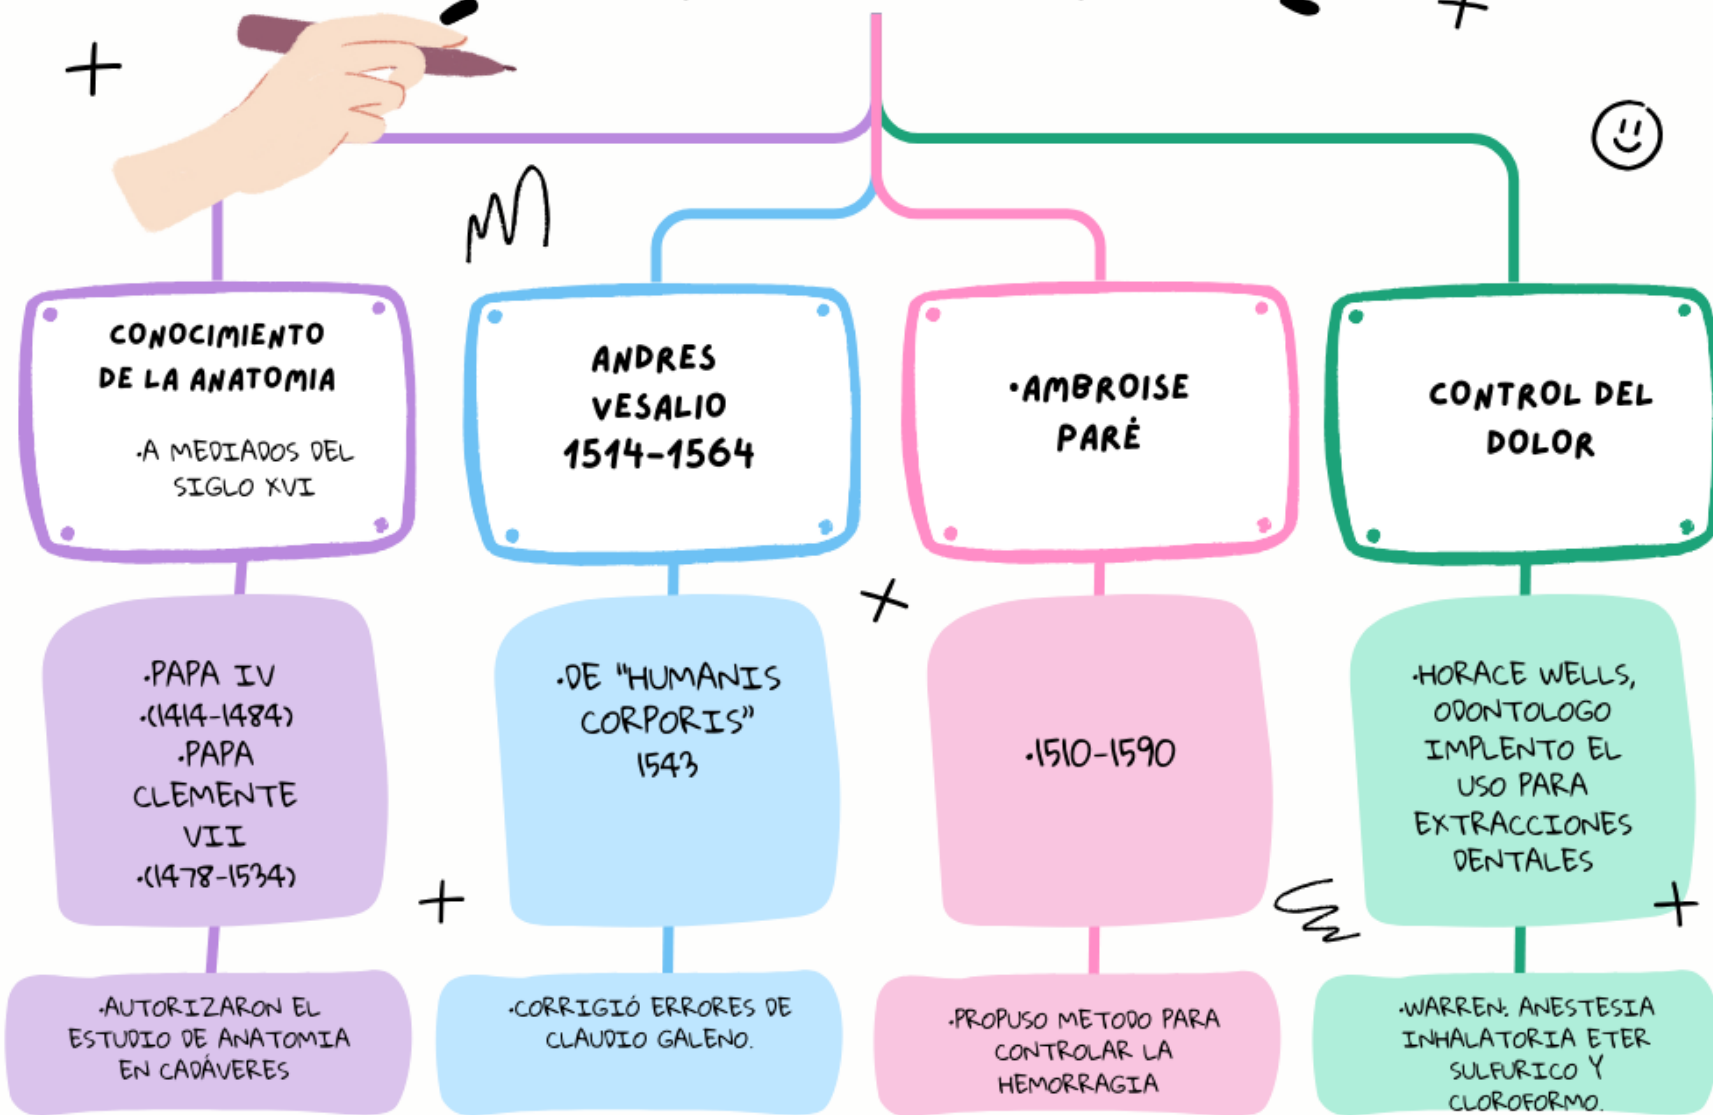 CONOCIMIENTO
DE LA ANATOMIA
•A MEDIADOS DEL
SIGLO XVI
•PAPA IV
•(1414-1484)
•PAPA
CLEMENTE
VII
•(1478-1534)
•AUTORIZARON EL
ESTUDIO DE ANATOMIA
EN CADÁVERES
ANDRES
VESALIO
1514-1564
•DE "HUMANIS
CORPORIS"
1543
•CORRIGIÓ ERRORES DE
CLAUDIO GALENO.
•AMBROISE
PARÉ
•1510-1590
•PROPUSO METODO PARA
CONTROLAR LA
HEMORRAGIA
CONTROL DEL
DOLOR
•HORACE WELLS,
ODONTOLOGO
IMPLENTO EL
USO PARA
EXTRACCIONES
DENTALES
•WARREN: ANESTESIA
INHALATORIA ETER
SULFURICO Y
CLOROFORMO.